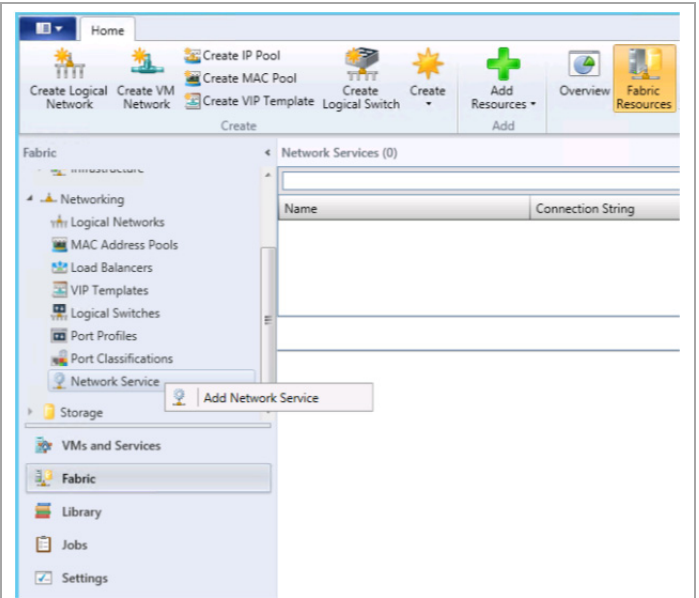 Home
Create Logical Network
Create VM Network
Create IP Pool
Create MAC Pool
Create VIP Template
Create Logical Switch
Create
Add Resources
Overview
Fabric Resources
Create
Add
Fabric
Network Services (0)
Infrastructure
Name
Connection String
Networking
Logical Networks
MAC Address Pools
Load Balancers
VIP Templates
Logical Switches
Port Profiles
Port Classifications
Network Service
Add Network Service
Storage
VMs and Services
Fabric
Library
Jobs
Settings